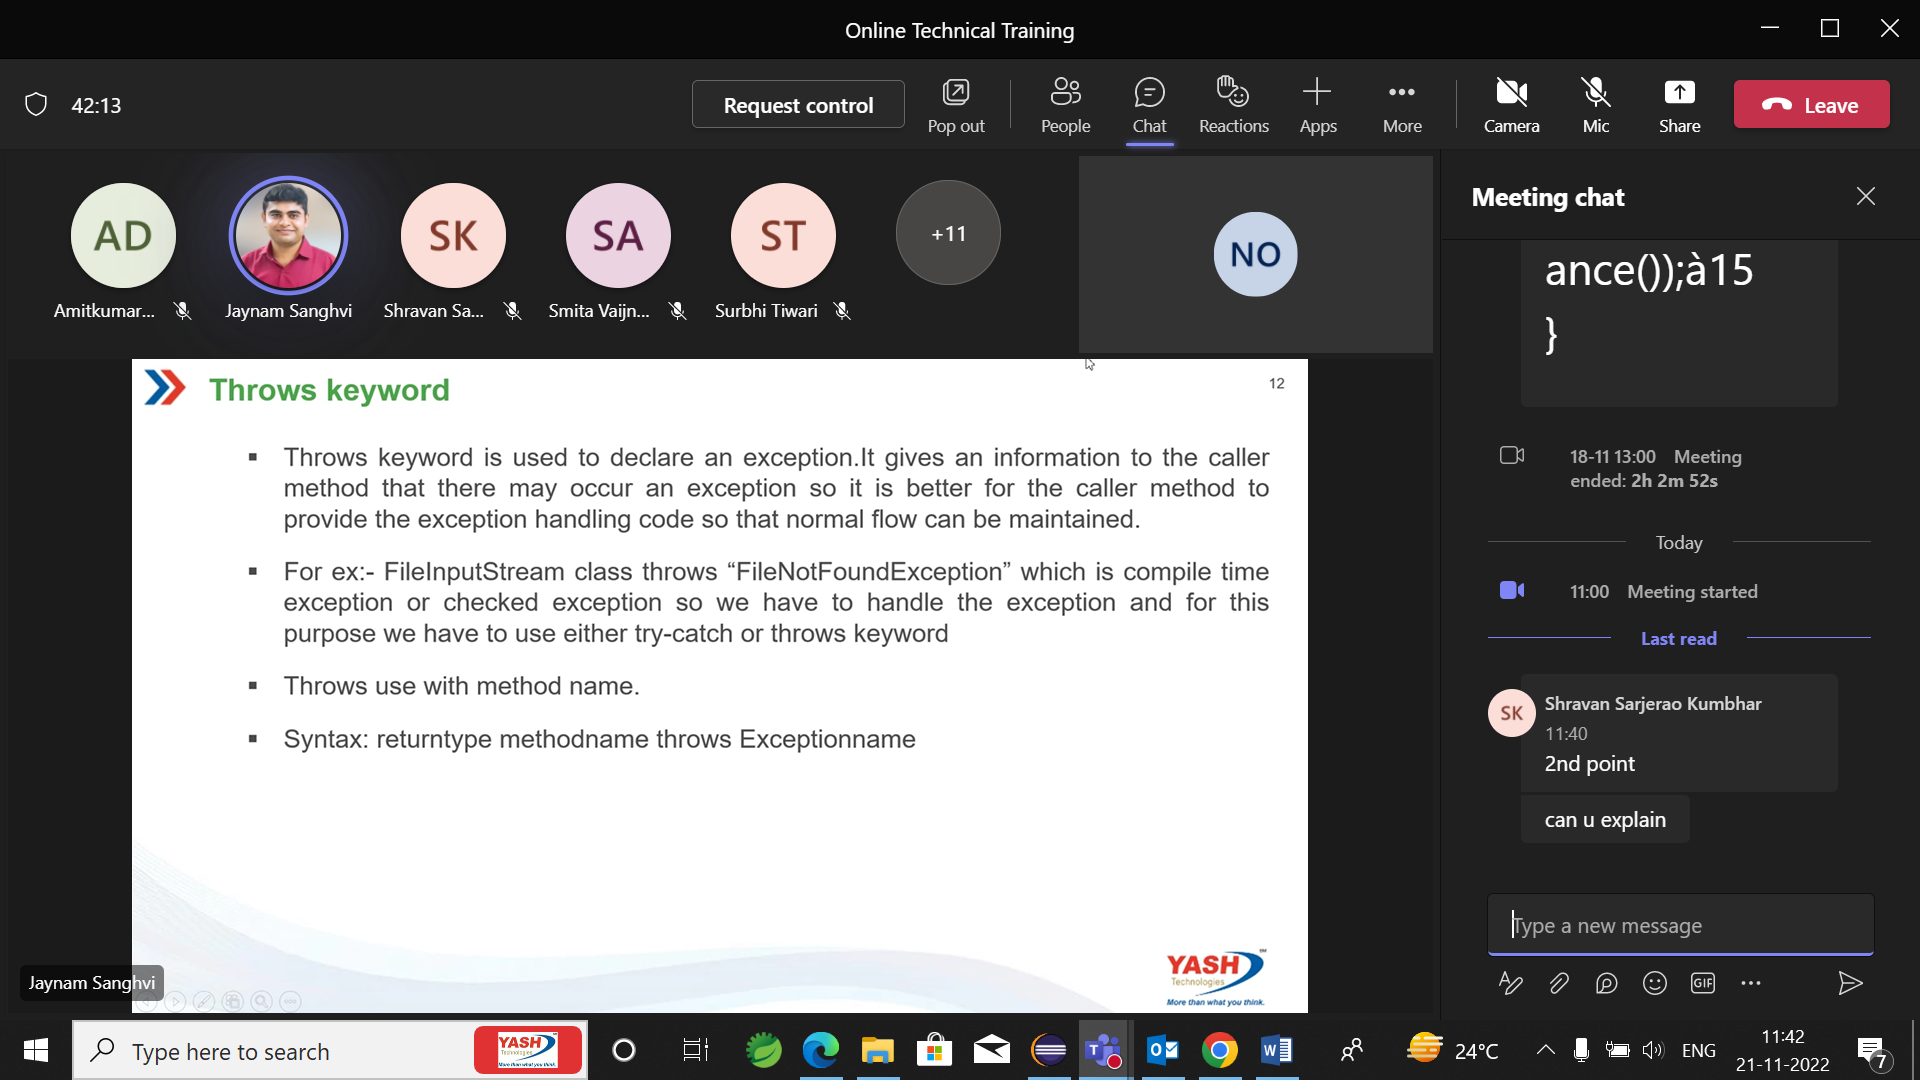 Online Technical Training
42:13
Request control
Pop out
People
Chat
Reactions
Apps
More
Camera
Mic
Share
Leave
AD
SK
SA
ST
+11
NO
Amitkumar...
Jaynam Sanghvi
Shravan Sa...
Smita Vaijn...
Surbhi Tiwari
Throws keyword
12
▪ Throws keyword is used to declare an exception.It gives an information to the caller
method that there may occur an exception so it is better for the caller method to
provide the exception handling code so that normal flow can be maintained.
▪ For ex:- FileInputStream class throws “FileNotFoundException” which is compile time
exception or checked exception so we have to handle the exception and for this
purpose we have to use either try-catch or throws keyword
▪ Throws use with method name.
▪ Syntax: returntype methodname throws Exceptionname
YASH
Technologies
More than what you think.
Jaynam Sanghvi
Meeting chat
ance());à15
}
18-11 13:00 Meeting
ended: 2h 2m 52s
Today
11:00 Meeting started
Last read
SK
Shravan Sarjerao Kumbhar
11:40
2nd point
can u explain
Type a new message
GIF
Type here to search
YASH
Technologies
More than what you think.
24°C
ENG
11:42
21-11-2022
7